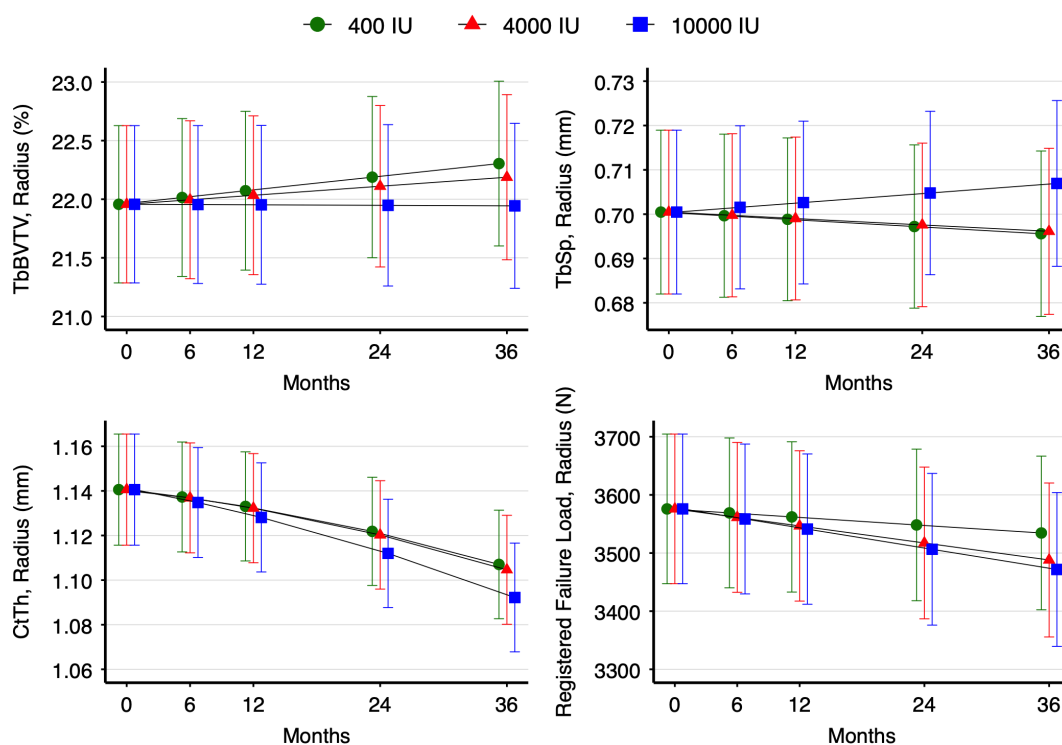 400 IU 4000 IU 10000 IU
TbBVTV, Radius (%)
23.0
22.5
22.0
21.5
21.0
0 6 12 24 36
Months
TbSp, Radius (mm)
0.73
0.72
0.71
0.70
0.69
0.68
0 6 12 24 36
Months
CtTh, Radius (mm)
1.16
1.14
1.12
1.10
1.08
1.06
0 6 12 24 36
Months
Registered Failure Load, Radius (N)
3700
3600
3500
3400
3300
0 6 12 24 36
Months